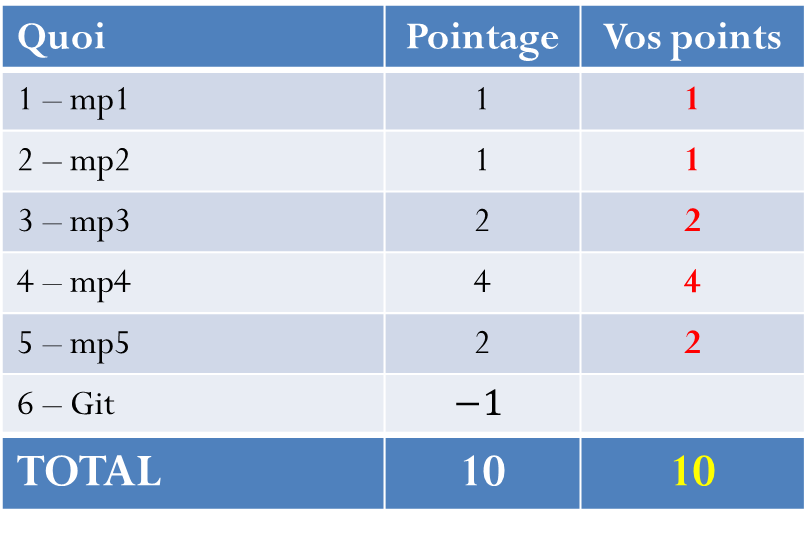 Quoi Pointage Vos points
1 – mp1 1 1
2 – mp2 1 1
3 – mp3 2 2
4 – mp4 4 4
5 – mp5 2 2
6 – Git −1
TOTAL 10 10